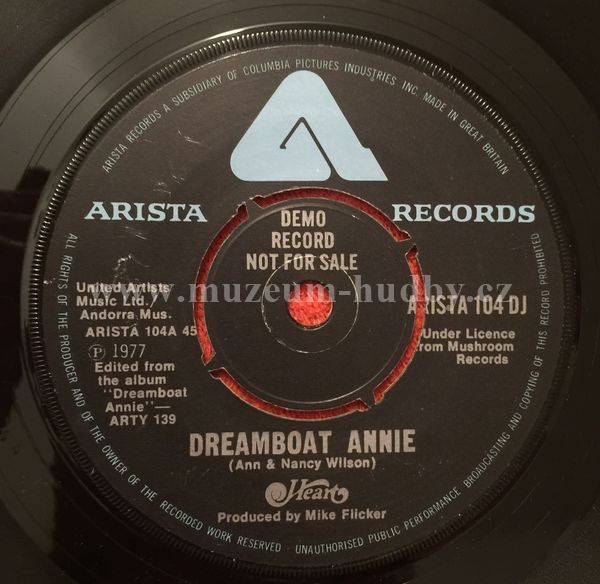 ARISTA RECORDS A SUBSIDIARY OF COLUMBIA PICTURES INDUSTRIES INC. MADE IN GREAT BRITAIN
ARISTA RECORDS
DEMO
RECORD
NOT FOR SALE
United Artists
Music Ltd./
Andorra Mus.
ARISTA 104A 45
Ⓟ 1977
Edited from
the album
"Dreamboat
Annie"—
ARTY 139
www.muzeum-hudby.cz
ARISTA 104 DJ
Under Licence
from Mushroom
Records
DREAMBOAT ANNIE
(Ann & Nancy Wilson)
Heart
Produced by Mike Flicker
ALL RIGHTS OF THE PRODUCER AND OF THE OWNER OF THE RECORDED WORK RESERVED - UNAUTHORISED PUBLIC PERFORMANCE BROADCASTING AND COPYING OF THIS RECORD PROHIBITED